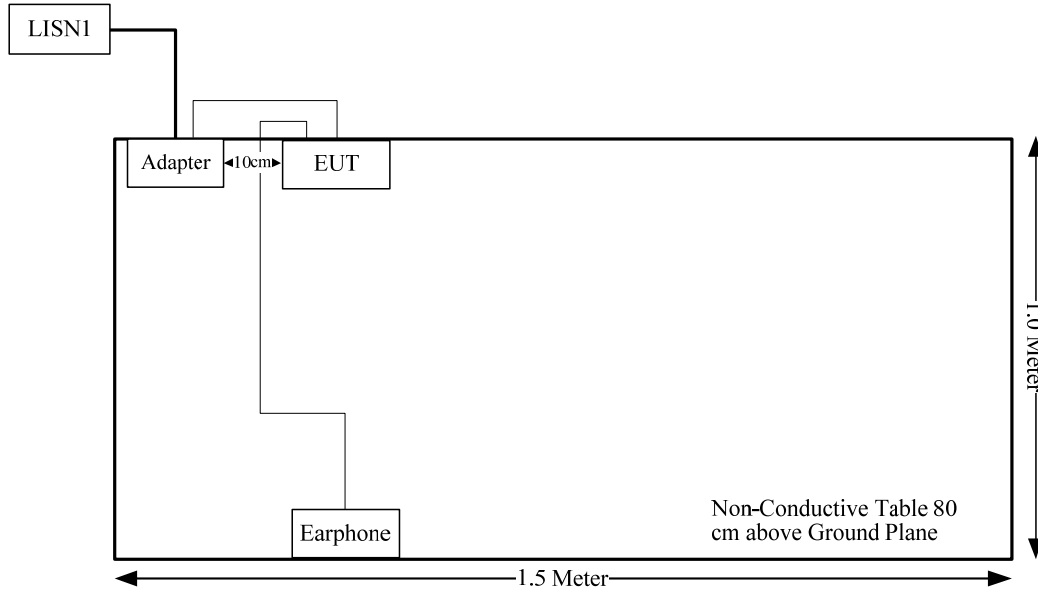 LISN1
Adapter
10cm
EUT
1.0 Meter
Non-Conductive Table 80
cm above Ground Plane
Earphone
1.5 Meter